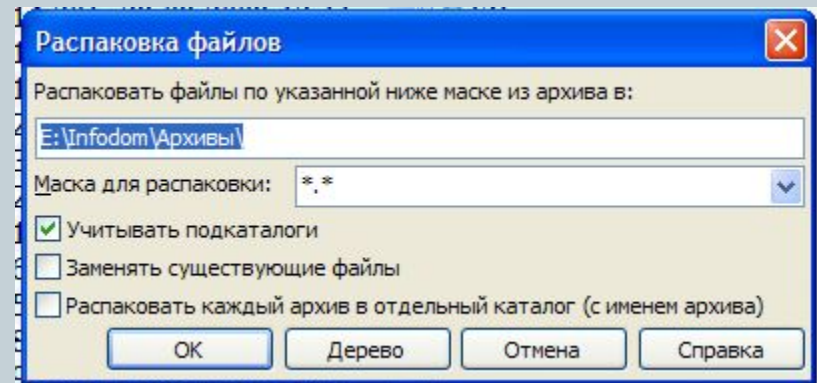 Распаковка файлов
Распаковать файлы по указанной ниже маске из архива в:
E:\Infodom\Архивы\
Маска для распаковки: *.*
Учитывать подкаталоги
Заменять существующие файлы
Распаковать каждый архив в отдельный каталог (с именем архива)
OK Дерево Отмена Справка